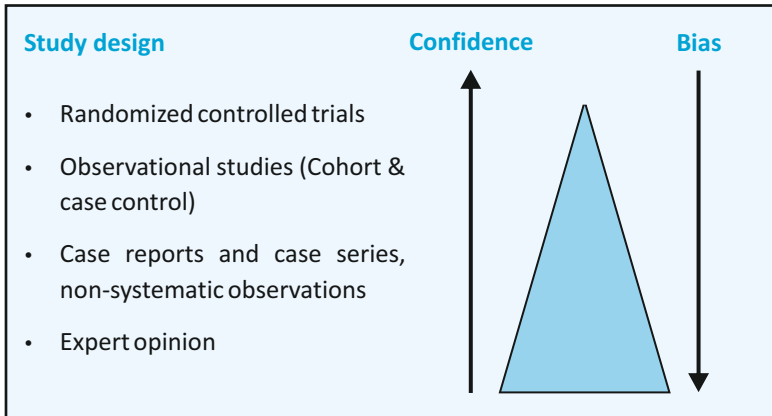 Study design
Confidence
Bias
• Randomized controlled trials
• Observational studies (Cohort &
case control)
• Case reports and case series,
non-systematic observations
• Expert opinion